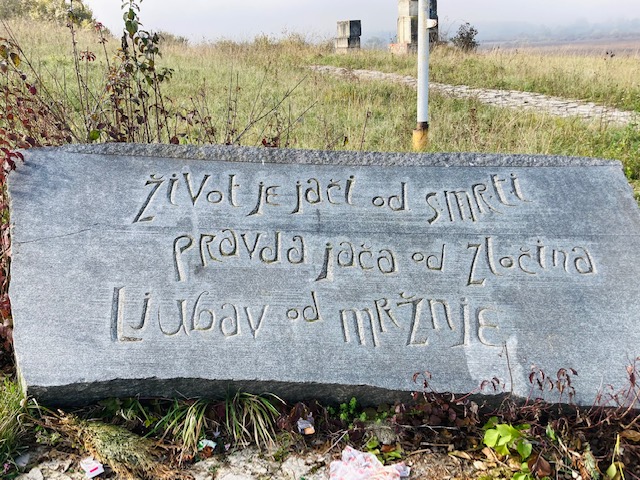 Život je jači od smrti
pravda jača od zločina
Ljubav od mržnje